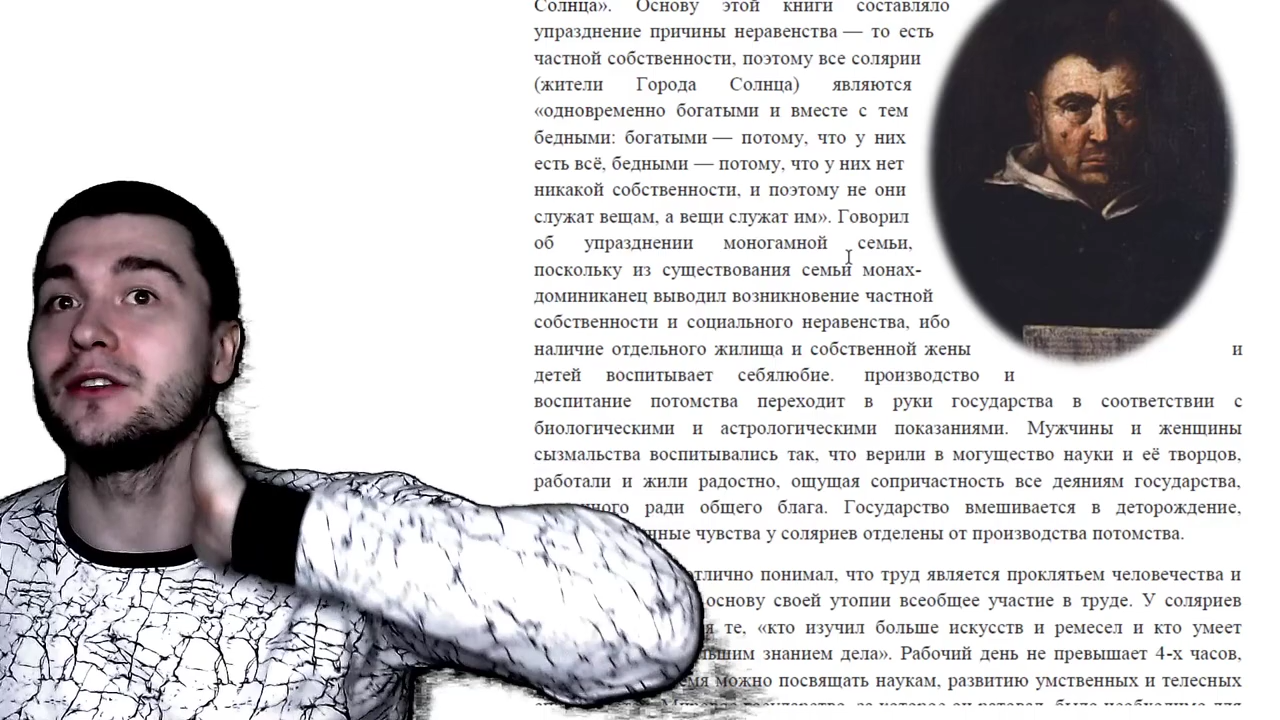 Солнца». Основу этой книги составляло
упразднение причины неравенства — то есть
частной собственности, поэтому все солярии
(жители Города Солнца) являются
«одновременно богатыми и вместе с тем
бедными: богатыми — потому, что у них
есть всё, бедными — потому, что у них нет
никакой собственности, и поэтому не они
служат вещам, а вещи служат им». Говорил
об упразднении моногамной семьи,
поскольку из существования семьи монах-
доминиканец выводил возникновение частной
собственности и социального неравенства, ибо
наличие отдельного жилища и собственной жены и
детей воспитывает себялюбие. производство и
воспитание потомства переходит в руки государства в соответствии с
биологическими и астрологическими показаниями. Мужчины и женщины
сызмальства воспитывались так, что верили в могущество науки и её творцов,
работали и жили радостно, ощущая сопричастность все деяниям государства,
ради общего блага. Государство вмешивается в деторождение,
чувства у соляриев отделены от производства потомства.
понимал, что труд является проклятьем человечества и
основу своей утопии всеобщее участие в труде. У соляриев
те, «кто изучил больше искусств и ремесел и кто умеет
знанием дела». Рабочий день не превышает 4-х часов,
можно посвящать наукам, развитию умственных и телесных